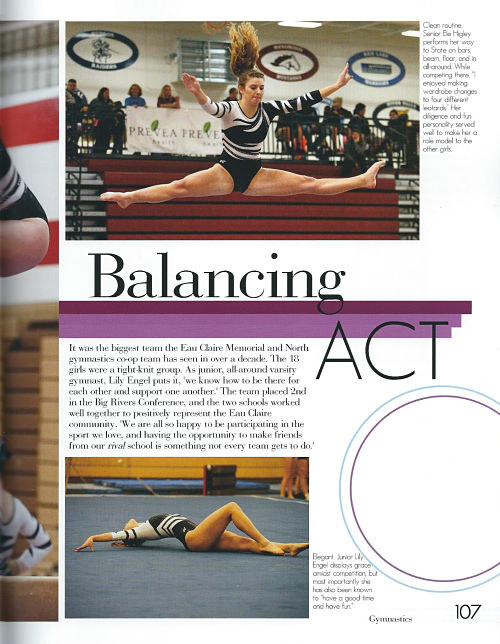 Clean routine.
Senior Ele Higley
performs her way
to State on bars,
beam, floor, and in
all-around. While
competing there, "I
enjoyed making
wardrobe changes
to four different
leotards." Her
diligence and fun
personality served
well to make her a
role model to the
other girls.
RAIDERS
MUSTANGS
WARRIORS
PREVEA PREVE
health
Balancing
ACT
It was the biggest team the Eau Claire Memorial and North
gymnastics co-op team has seen in over a decade. The 18
girls were a tight-knit group. As junior, all-around varsity
gymnast, Lily Engel puts it, 'we know how to be there for
each other and support one another.' The team placed 2nd
in the Big Rivers Conference, and the two schools worked
well together to positively represent the Eau Claire
community. 'We are all so happy to be participating in the
sport we love, and having the opportunity to make friends
from our rival school is something not every team gets to do.'
Elegant. Junior Lily
Engel displays grace
amidst competition, but
most importantly she
has also been known
to "have a good time
and have fun."
Gymnastics 107